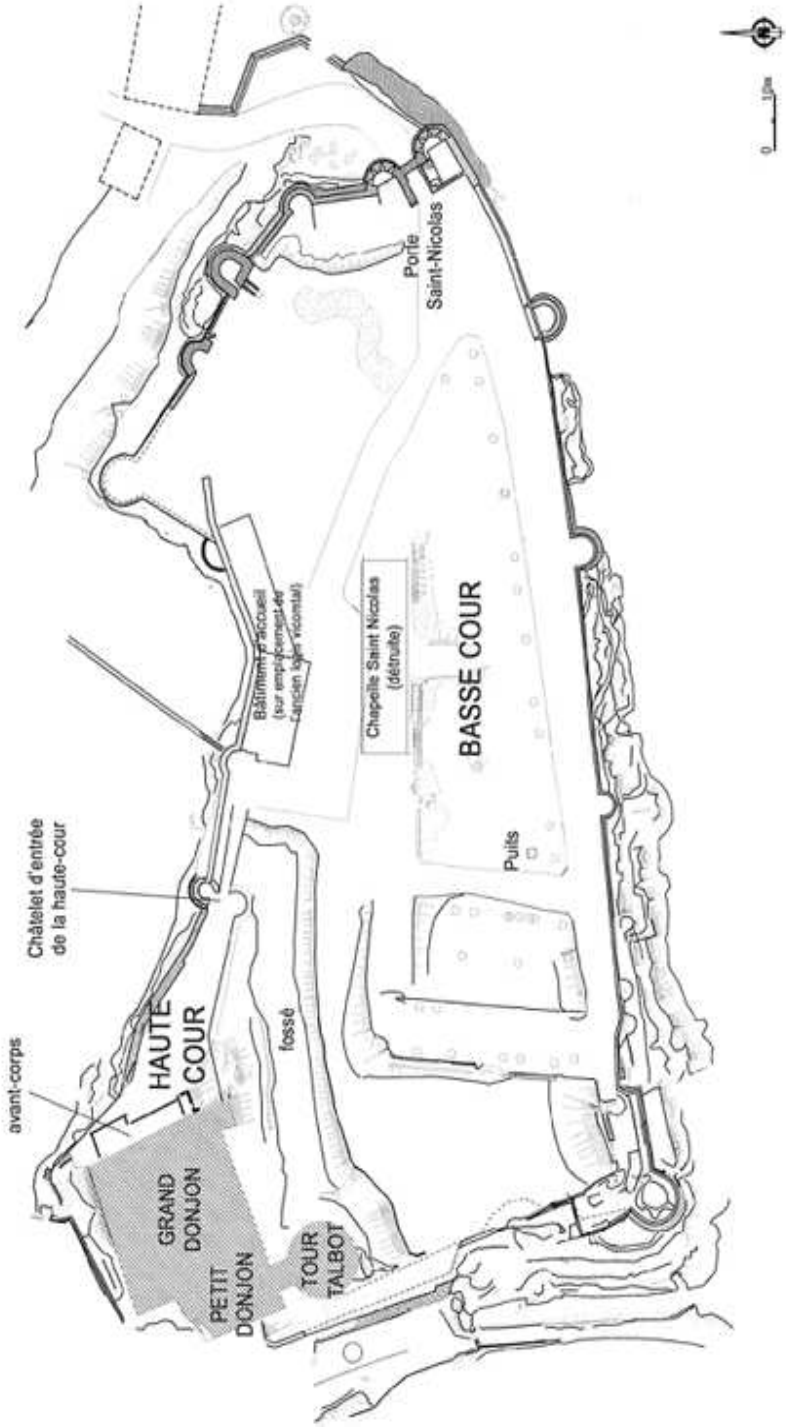 Châtelet d'entrée
de la haute-cour
avant-corps
HAUTE
COUR
GRAND
DONJON
PETIT
DONJON
TOUR
TALBOT
fossé
Bâtiment d'accueil
(sur emplacement de
l'ancien logis vicomtal)
Chapelle Saint Nicolas
(détruite)
BASSE COUR
Puits
Porte
Saint-Nicolas
N
0 10m